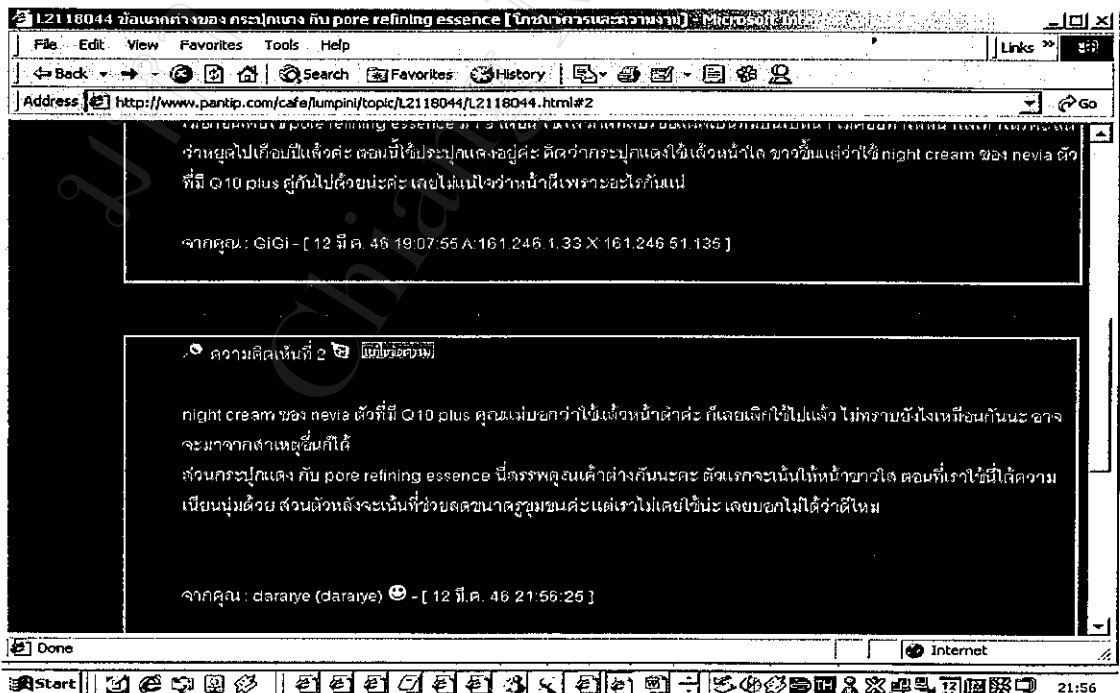 L2118044 ข้อแตกต่างของ กระปุกแดง กับ pore refining essence [โภชนาการและความงาม] - Microsoft Int
File Edit View Favorites Tools Help Links »
Back Search Favorites History
Address http://www.pantip.com/cafe/lumpini/topic/L2118044/L2118044.html#2 Go
pore refining essence
ว่าหยุดไปเกือบปีแล้วค่ะ ตอนนี้ใช้ประปุกแดงอยู่ค่ะ คิดว่ากระปุกแดงใช้แล้วหน้าใส ขาวขึ้นแต่ว่าใช้ night cream ของ nevia ตัว
ที่มี Q10 plus คู่กันไปด้วยน่ะค่ะ เลยไม่แน่ใจว่าหน้าดีเพราะอะไรกันแน่
จากคุณ : GiGi - [ 12 มี.ค. 46 19:07:55 A:161.246.1.33 X:161.246.51.135 ]
ความคิดเห็นที่ 2
night cream ของ nevia ตัวที่มี Q10 plus คุณแม่บอกว่าใช้แล้วหน้าดำค่ะ ก็เลยเลิกใช้ไปแล้ว ไม่ทราบยังไงเหมือนกันนะ อาจ
จะมาจากสาเหตุอื่นก็ได้
ส่วนกระปุกแดง กับ pore refining essence นี่สรรพคุณเค้าต่างกันนะคะ ตัวแรกจะเน้นให้หน้าขาวใส ตอนที่เราใช้นี่ได้ความ
เนียนนุ่มด้วย ส่วนตัวหลังจะเน้นที่ช่วยลดขนาดรูขุมขนค่ะ แต่เราไม่เคยใช้น่ะ เลยบอกไม่ได้ว่าดีไหม
จากคุณ : dararye (dararye) - [ 12 มี.ค. 46 21:56:25 ]
Done Internet
Start 21:56